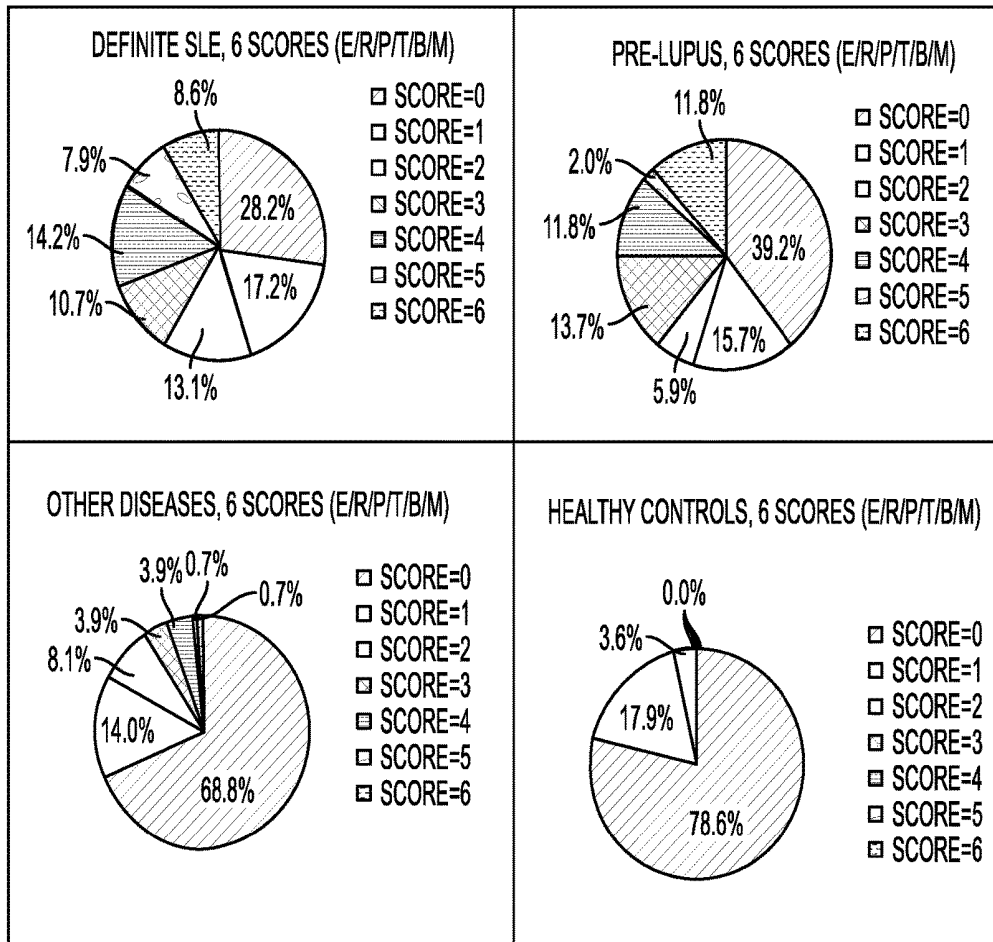 DEFINITE SLE, 6 SCORES (E/R/P/T/B/M)
8.6%
7.9%
14.2%
10.7%
13.1%
17.2%
28.2%
SCORE=0
SCORE=1
SCORE=2
SCORE=3
SCORE=4
SCORE=5
SCORE=6
PRE-LUPUS, 6 SCORES (E/R/P/T/B/M)
11.8%
2.0%
11.8%
13.7%
5.9%
15.7%
39.2%
SCORE=0
SCORE=1
SCORE=2
SCORE=3
SCORE=4
SCORE=5
SCORE=6
OTHER DISEASES, 6 SCORES (E/R/P/T/B/M)
3.9%
0.7%
0.7%
3.9%
8.1%
14.0%
68.8%
SCORE=0
SCORE=1
SCORE=2
SCORE=3
SCORE=4
SCORE=5
SCORE=6
HEALTHY CONTROLS, 6 SCORES (E/R/P/T/B/M)
0.0%
3.6%
17.9%
78.6%
SCORE=0
SCORE=1
SCORE=2
SCORE=3
SCORE=4
SCORE=5
SCORE=6